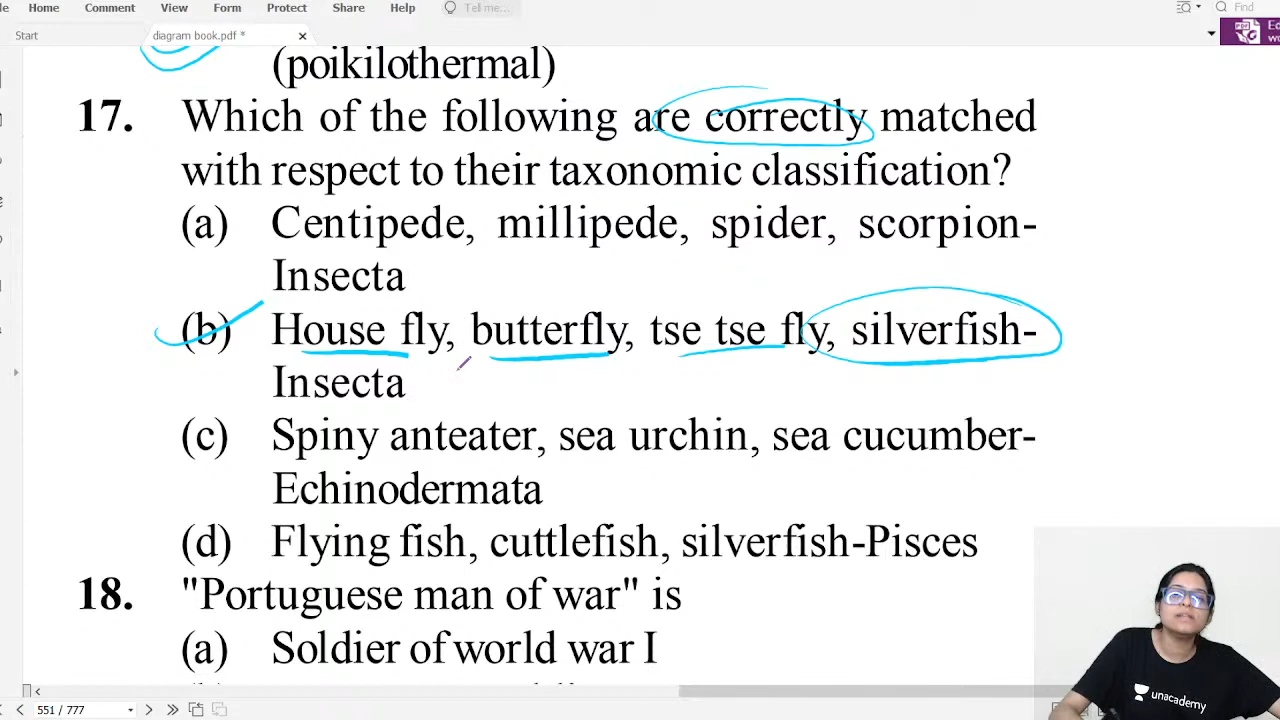 Home Comment View Form Protect Share Help Tell me... Find
Start diagram book.pdf *
(poikilothermal)
17. Which of the following are correctly matched
with respect to their taxonomic classification?
(a) Centipede, millipede, spider, scorpion-
Insecta
(b) House fly, butterfly, tse tse fly, silverfish-
Insecta
(c) Spiny anteater, sea urchin, sea cucumber-
Echinodermata
(d) Flying fish, cuttlefish, silverfish-Pisces
18. "Portuguese man of war" is
(a) Soldier of world war I
unacademy
551 / 777